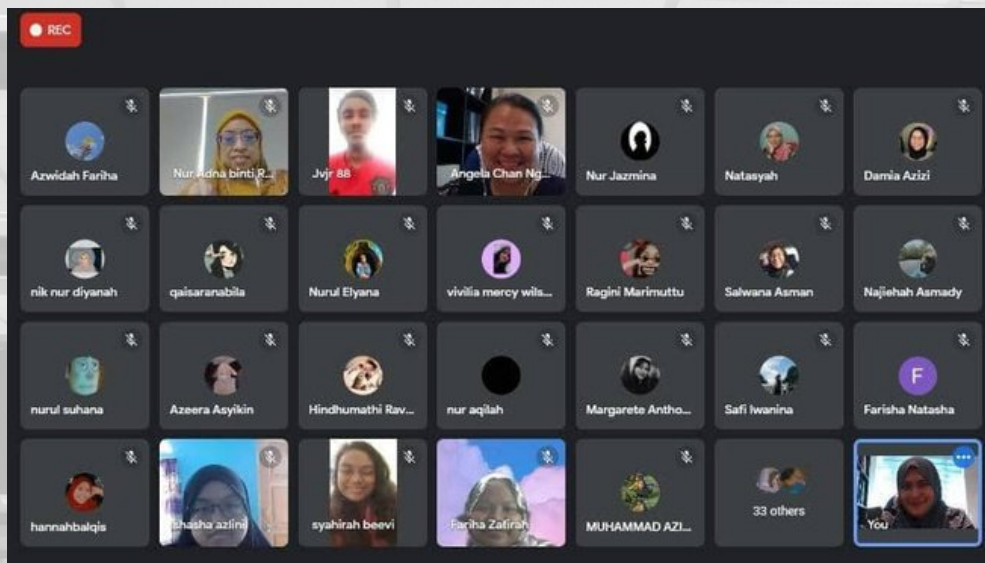 REC
Azwidah Fariha
Nur Adna binti R...
Jvjr 88
Angela Chan Ng...
Nur Jazmina
Natasyah
Damia Azizi
nik nur diyanah
qaisaranabila
Nurul Elyana
vivilia mercy wils...
Ragini Marimuttu
Salwana Asman
Najiehah Asmady
nurul suhana
Azeera Asyikin
Hindhumathi Rav...
nur aqilah
Margarete Antho...
Safi Iwanina
F
Farisha Natasha
hannahbalqis
shasha azlini
syahirah beevi
Fariha Zafirah
MUHAMMAD AZI...
33 others
You